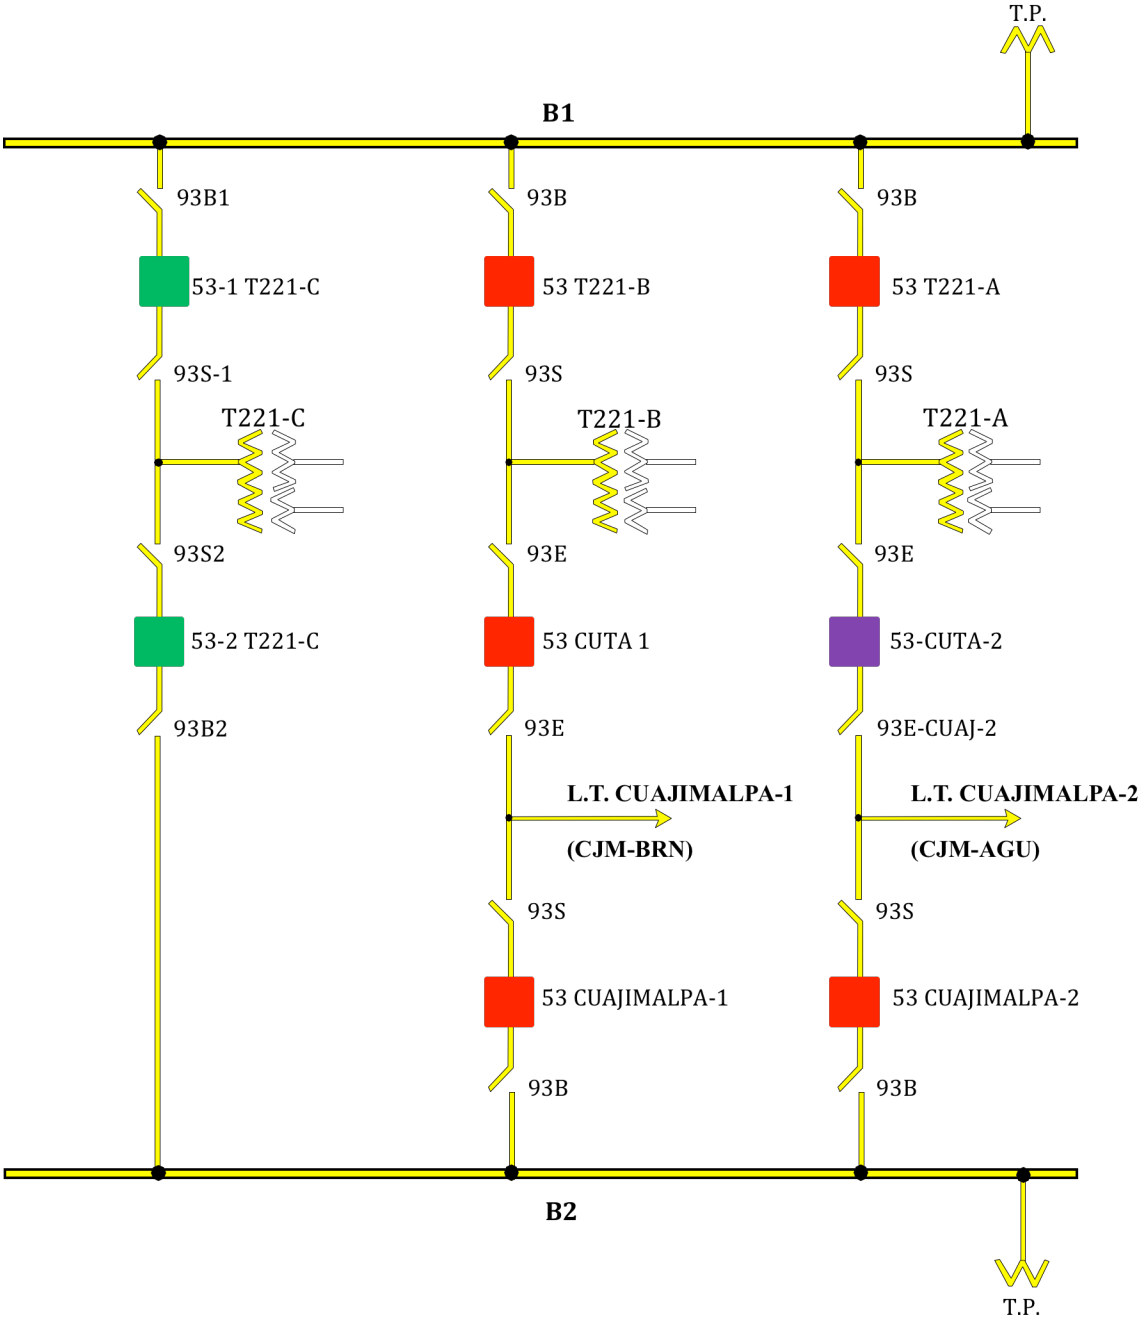 T.P.
B1
93B1
93B
93B
53-1 T221-C
53 T221-B
53 T221-A
93S-1
93S
93S
T221-C
T221-B
T221-A
93S2
93E
93E
53-2 T221-C
53 CUTA 1
53-CUTA-2
93B2
93E
93E-CUAJ-2
L.T. CUAJIMALPA-1
L.T. CUAJIMALPA-2
(CJM-BRN)
(CJM-AGU)
93S
93S
53 CUAJIMALPA-1
53 CUAJIMALPA-2
93B
93B
B2
T.P.